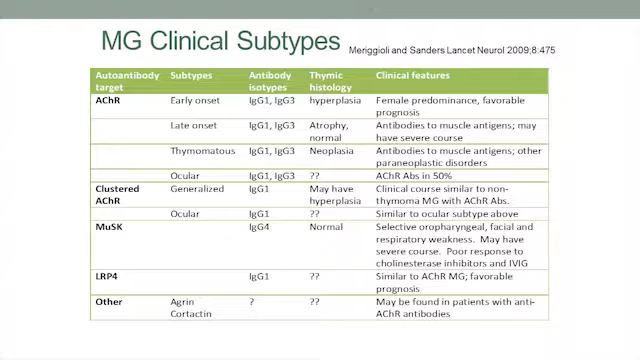 MG Clinical Subtypes Meriggioli and Sanders Lancet Neurol 2009;8:475
Autoantibody target Subtypes Antibody isotypes Thymic histology Clinical features
AChR Early onset IgG1, IgG3 hyperplasia Female predominance, favorable prognosis
Late onset IgG1, IgG3 Atrophy, normal Antibodies to muscle antigens; may have severe course
Thymomatous IgG1, IgG3 Neoplasia Antibodies to muscle antigens; other paraneoplastic disorders
Ocular IgG1, IgG3 ?? AChR Abs in 50%
Clustered AChR Generalized IgG1 May have hyperplasia Clinical course similar to non-thymoma MG with AChR Abs.
Ocular IgG1 ?? Similar to ocular subtype above
MuSK IgG4 Normal Selective oropharyngeal, facial and respiratory weakness. May have severe course. Poor response to cholinesterase inhibitors and IVIG
LRP4 IgG1 ?? Similar to AChR MG; favorable prognosis
Other Agrin Cortactin ? ?? May be found in patients with anti-AChR antibodies